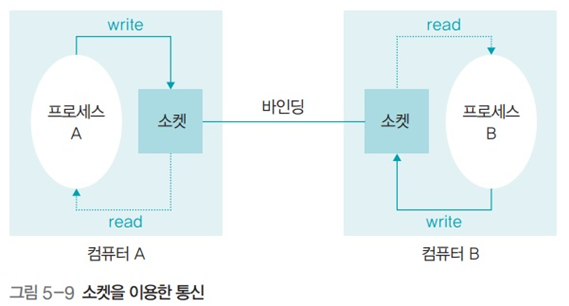 write
프로세스
A
소켓
read
컴퓨터 A
바인딩
read
소켓
프로세스
B
write
컴퓨터 B
그림 5-9 소켓을 이용한 통신